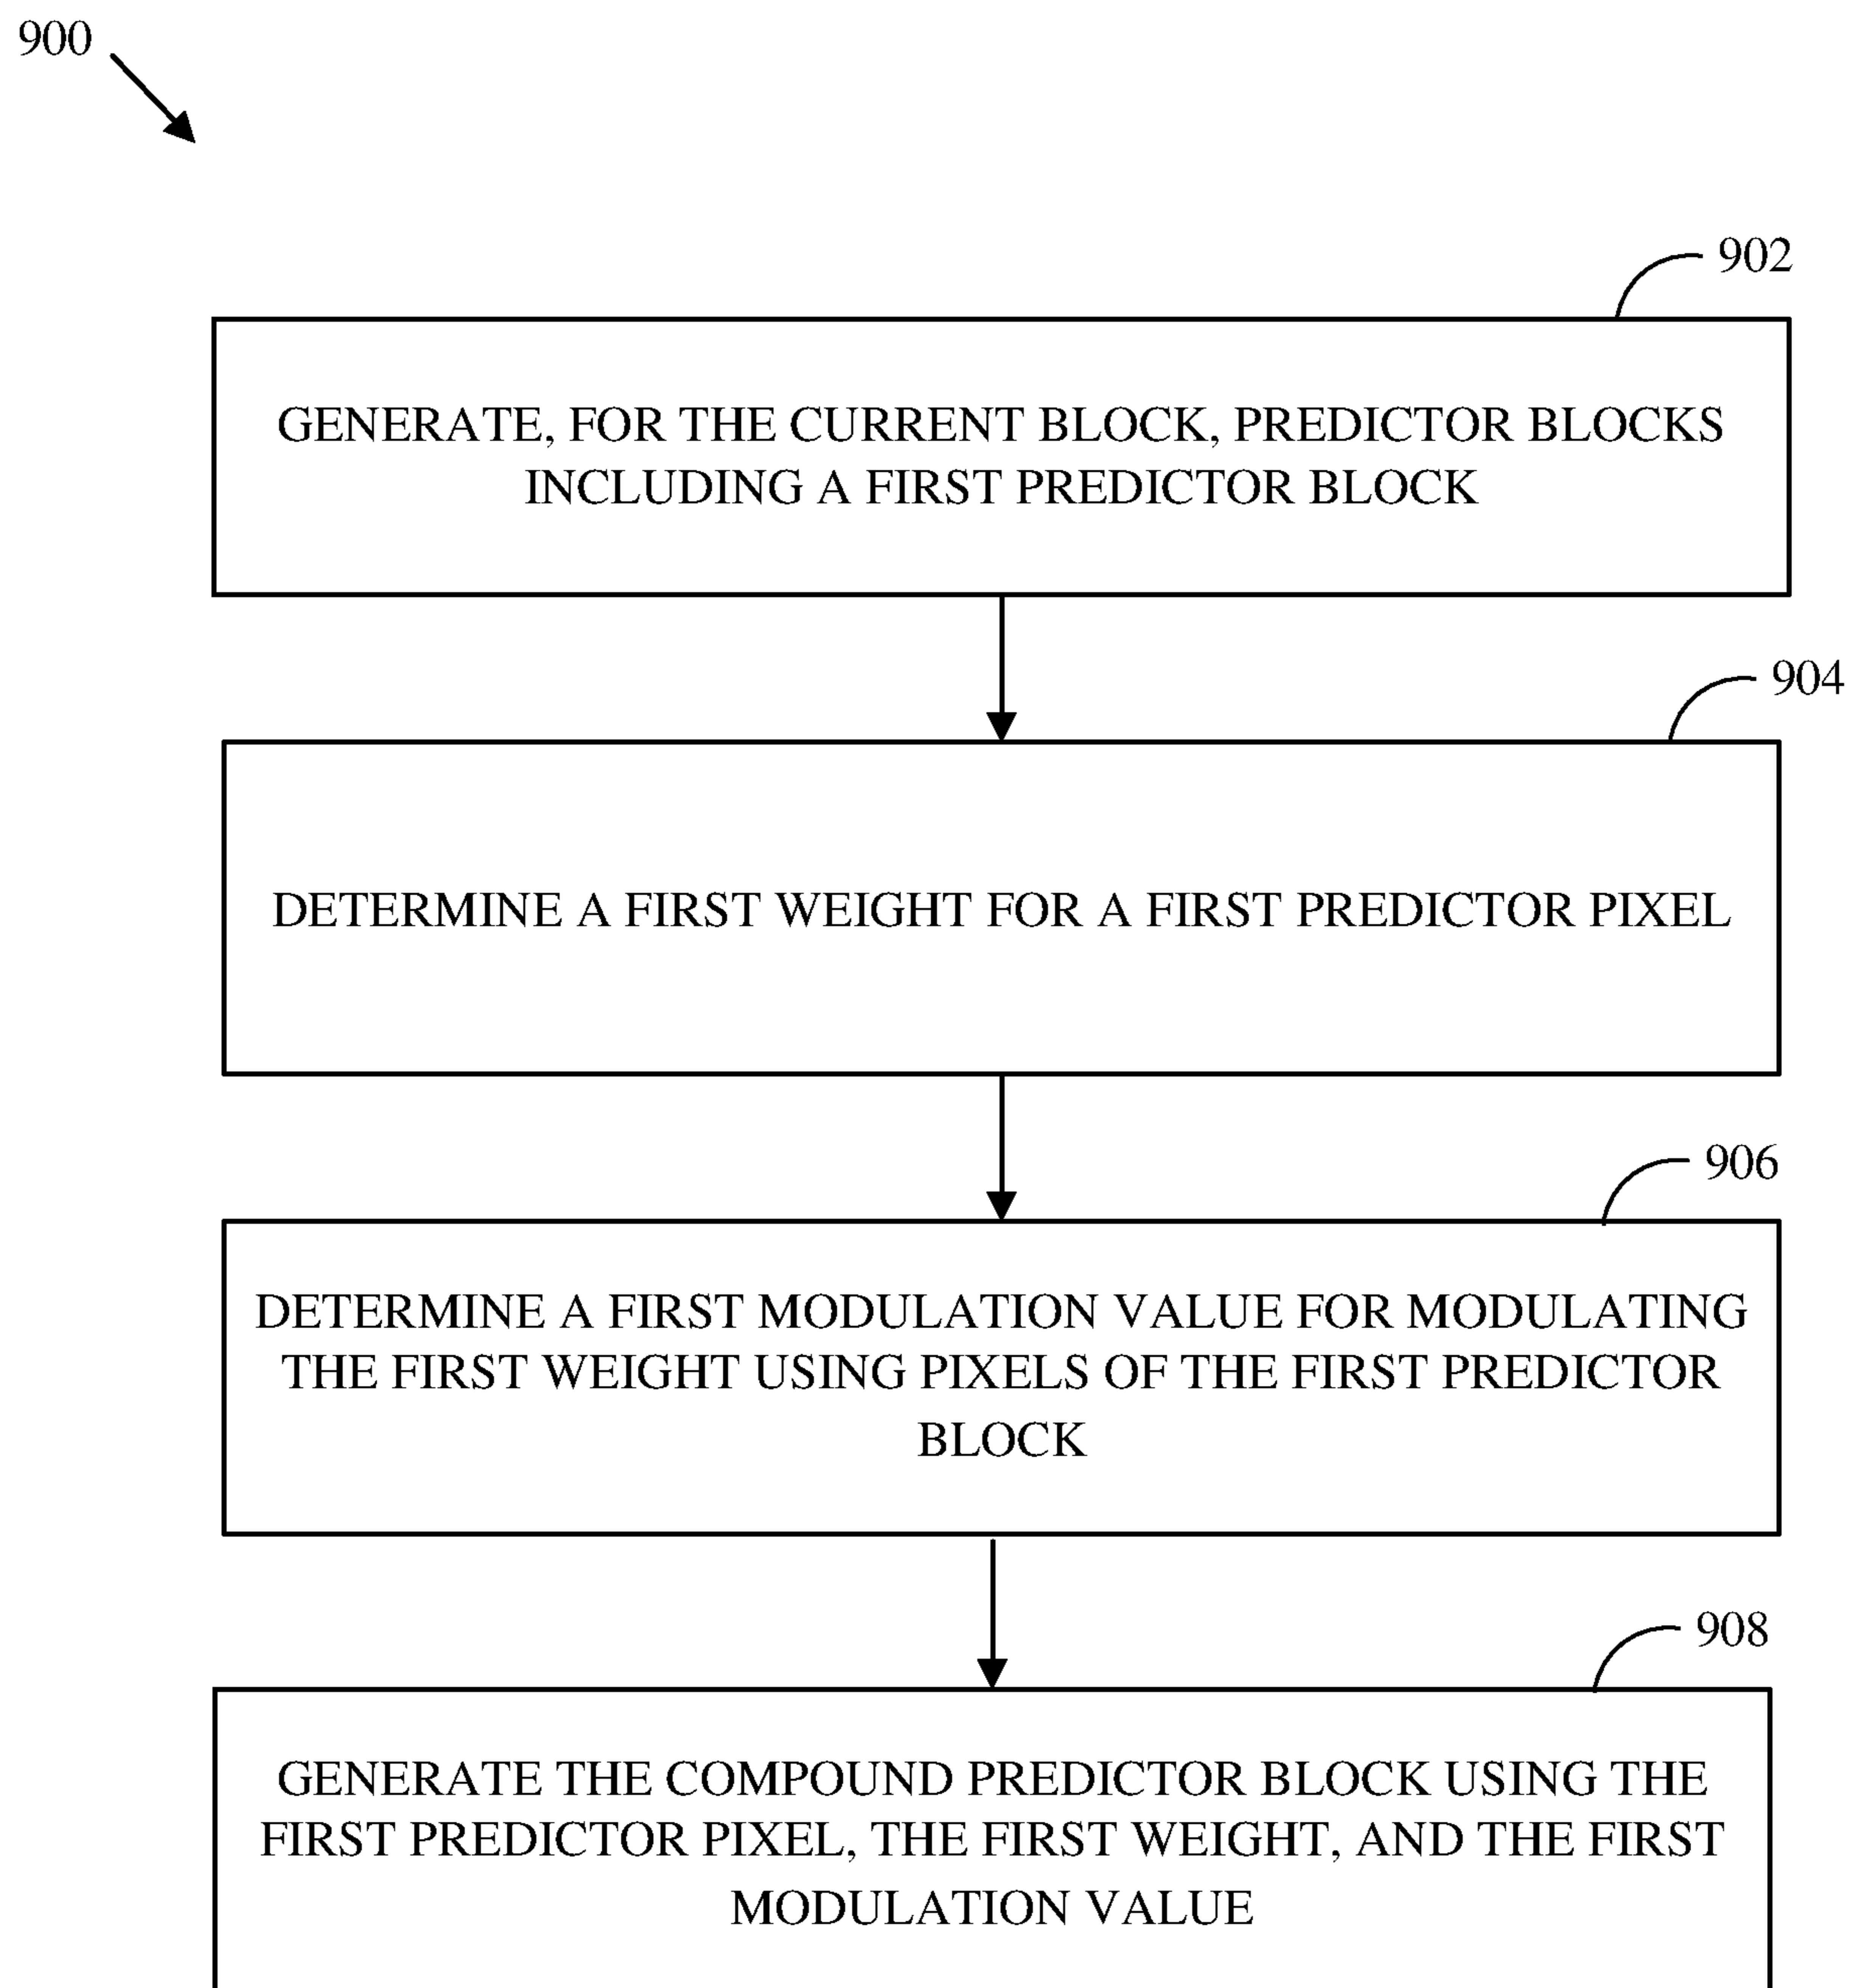 900
902
GENERATE, FOR THE CURRENT BLOCK, PREDICTOR BLOCKS
INCLUDING A FIRST PREDICTOR BLOCK
904
DETERMINE A FIRST WEIGHT FOR A FIRST PREDICTOR PIXEL
906
DETERMINE A FIRST MODULATION VALUE FOR MODULATING
THE FIRST WEIGHT USING PIXELS OF THE FIRST PREDICTOR
BLOCK
908
GENERATE THE COMPOUND PREDICTOR BLOCK USING THE
FIRST PREDICTOR PIXEL, THE FIRST WEIGHT, AND THE FIRST
MODULATION VALUE